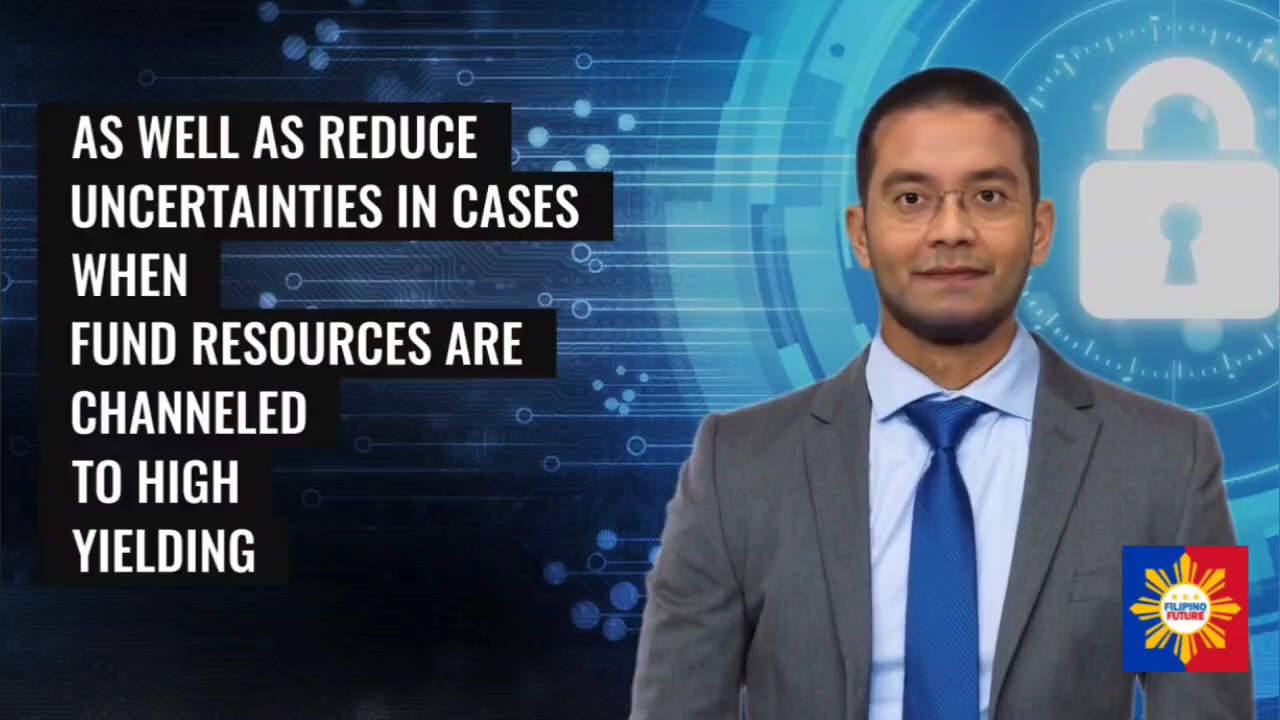 AS WELL AS REDUCE
UNCERTAINTIES IN CASES
WHEN
FUND RESOURCES ARE
CHANNELED
TO HIGH
YIELDING
FILIPINO
FUTURE